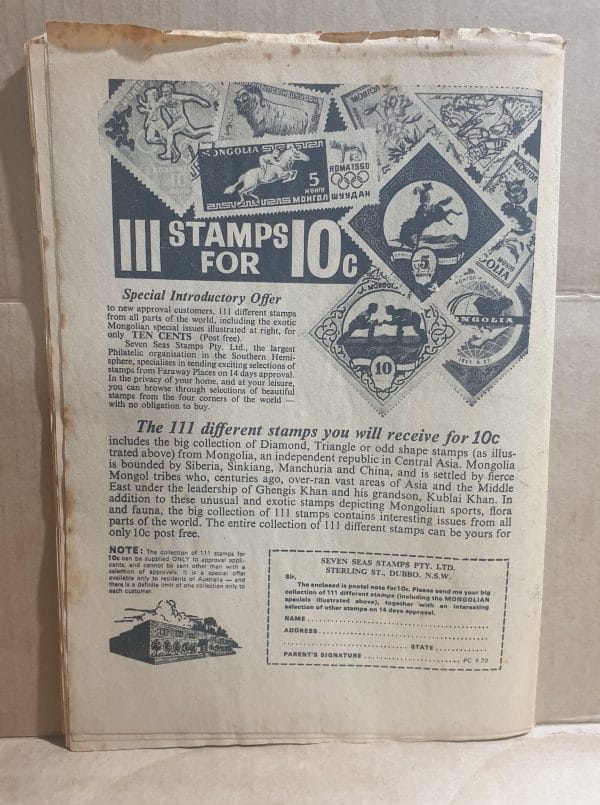 MONGOLIA
ROMA 1960
5
МОНГО
МОНГОЛ ШУУДАН
5
10
NGOLIA
111 STAMPS
FOR 10c
Special Introductory Offer
to new approval customers, 111 different stamps
from all parts of the world, including the exotic
Mongolian special issues illustrated at right, for
only TEN CENTS (Post free).
Seven Seas Stamps Pty. Ltd., the largest
Philatelic organisation in the Southern Hemi-
sphere, specialises in sending exciting selections of
stamps from Faraway Places on 14 days approval.
In the privacy of your home, and at your leisure,
you can browse through selections of beautiful
stamps from the four corners of the world —
with no obligation to buy.
The 111 different stamps you will receive for 10c
includes the big collection of Diamond, Triangle or odd shape stamps (as illus-
trated above) from Mongolia, an independent republic in Central Asia. Mongolia
is bounded by Siberia, Sinkiang, Manchuria and China, and is settled by fierce
Mongol tribes who, centuries ago, over-ran vast areas of Asia and the Middle
East under the leadership of Ghengis Khan and his grandson, Kublai Khan. In
addition to these unusual and exotic stamps depicting Mongolian sports, flora
and fauna, the big collection of 111 stamps contains interesting issues from all
parts of the world. The entire collection of 111 different stamps can be yours for
only 10c post free.
NOTE: The collection of 111 stamps for
10c can be supplied ONLY to approval appli-
cants, and cannot be sent other than with a
selection of approvals. It is a special offer
available only to residents of Australia — and
there is a definite limit of one collection only to
each customer.
SEVEN SEAS STAMPS PTY. LTD.
STERLING ST., DUBBO. N.S.W.
Sir,
The enclosed is postal note for 10c. Please send me your big
collection of 111 different stamps (including the MONGOLIAN
specials illustrated above), together with an interesting
selection of other stamps on 14 days approval.
NAME
ADDRESS
STATE
PARENT'S SIGNATURE PC 9.70